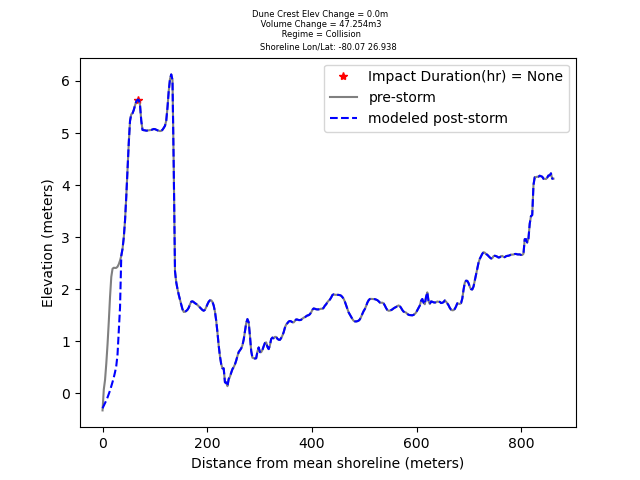 Dune Crest Elev Change = 0.0m
Volume Change = 47.254m3
Regime = Collision
Shoreline Lon/Lat: -80.07 26.938
Impact Duration(hr) = None
pre-storm
modeled post-storm
6
5
4
3
2
1
0
Elevation (meters)
0 200 400 600 800
Distance from mean shoreline (meters)